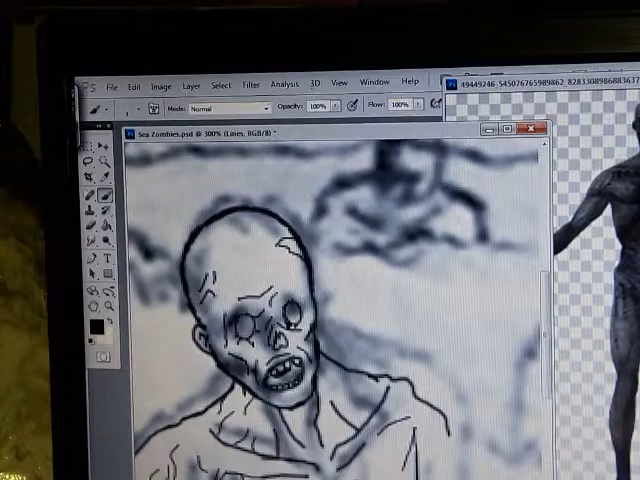 PS File Edit Image Layer Select Filter Analysis 3D View Window Help
Mode: Normal Opacity: 100% Flow: 100%
Sea Zombies.psd @ 300% (Lines, RGB/8) *